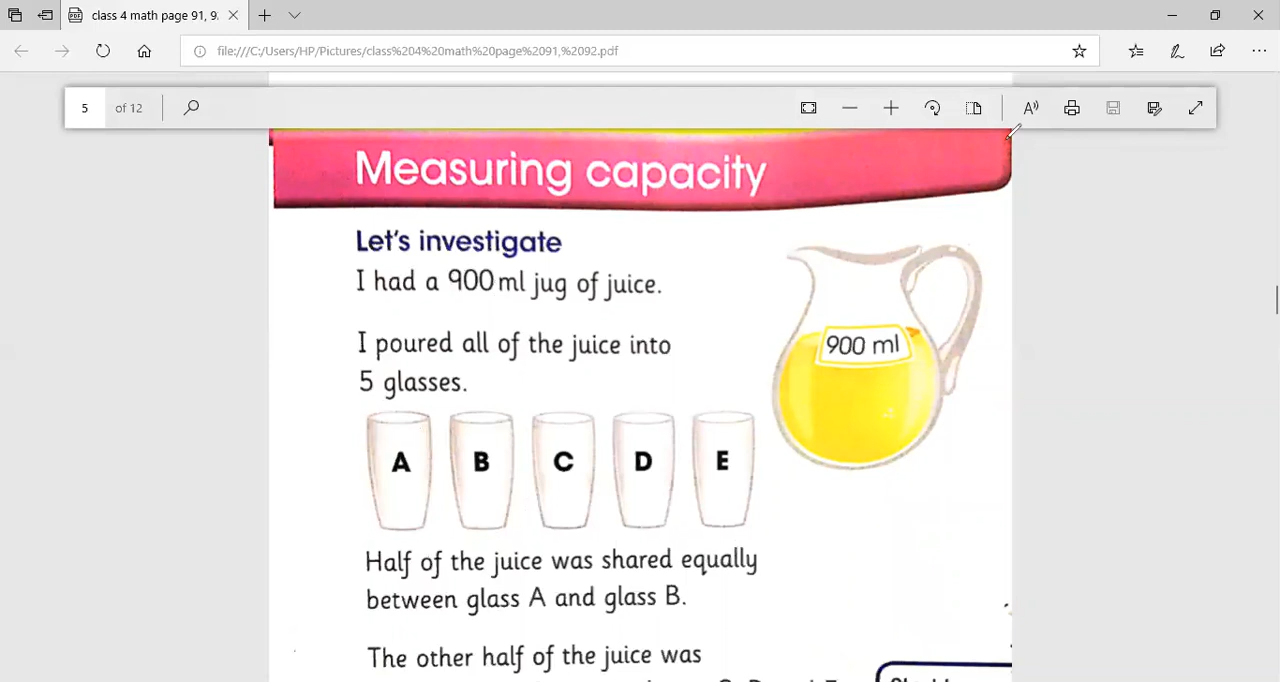 class 4 math page 91, 9
file:///C:/Users/HP/Pictures/class%204%20math%20page%2091,%2092.pdf
5 of 12
Measuring capacity
Let's investigate
I had a 900 ml jug of juice.
900 ml
I poured all of the juice into
5 glasses.
A B C D E
Half of the juice was shared equally
between glass A and glass B.
The other half of the juice was